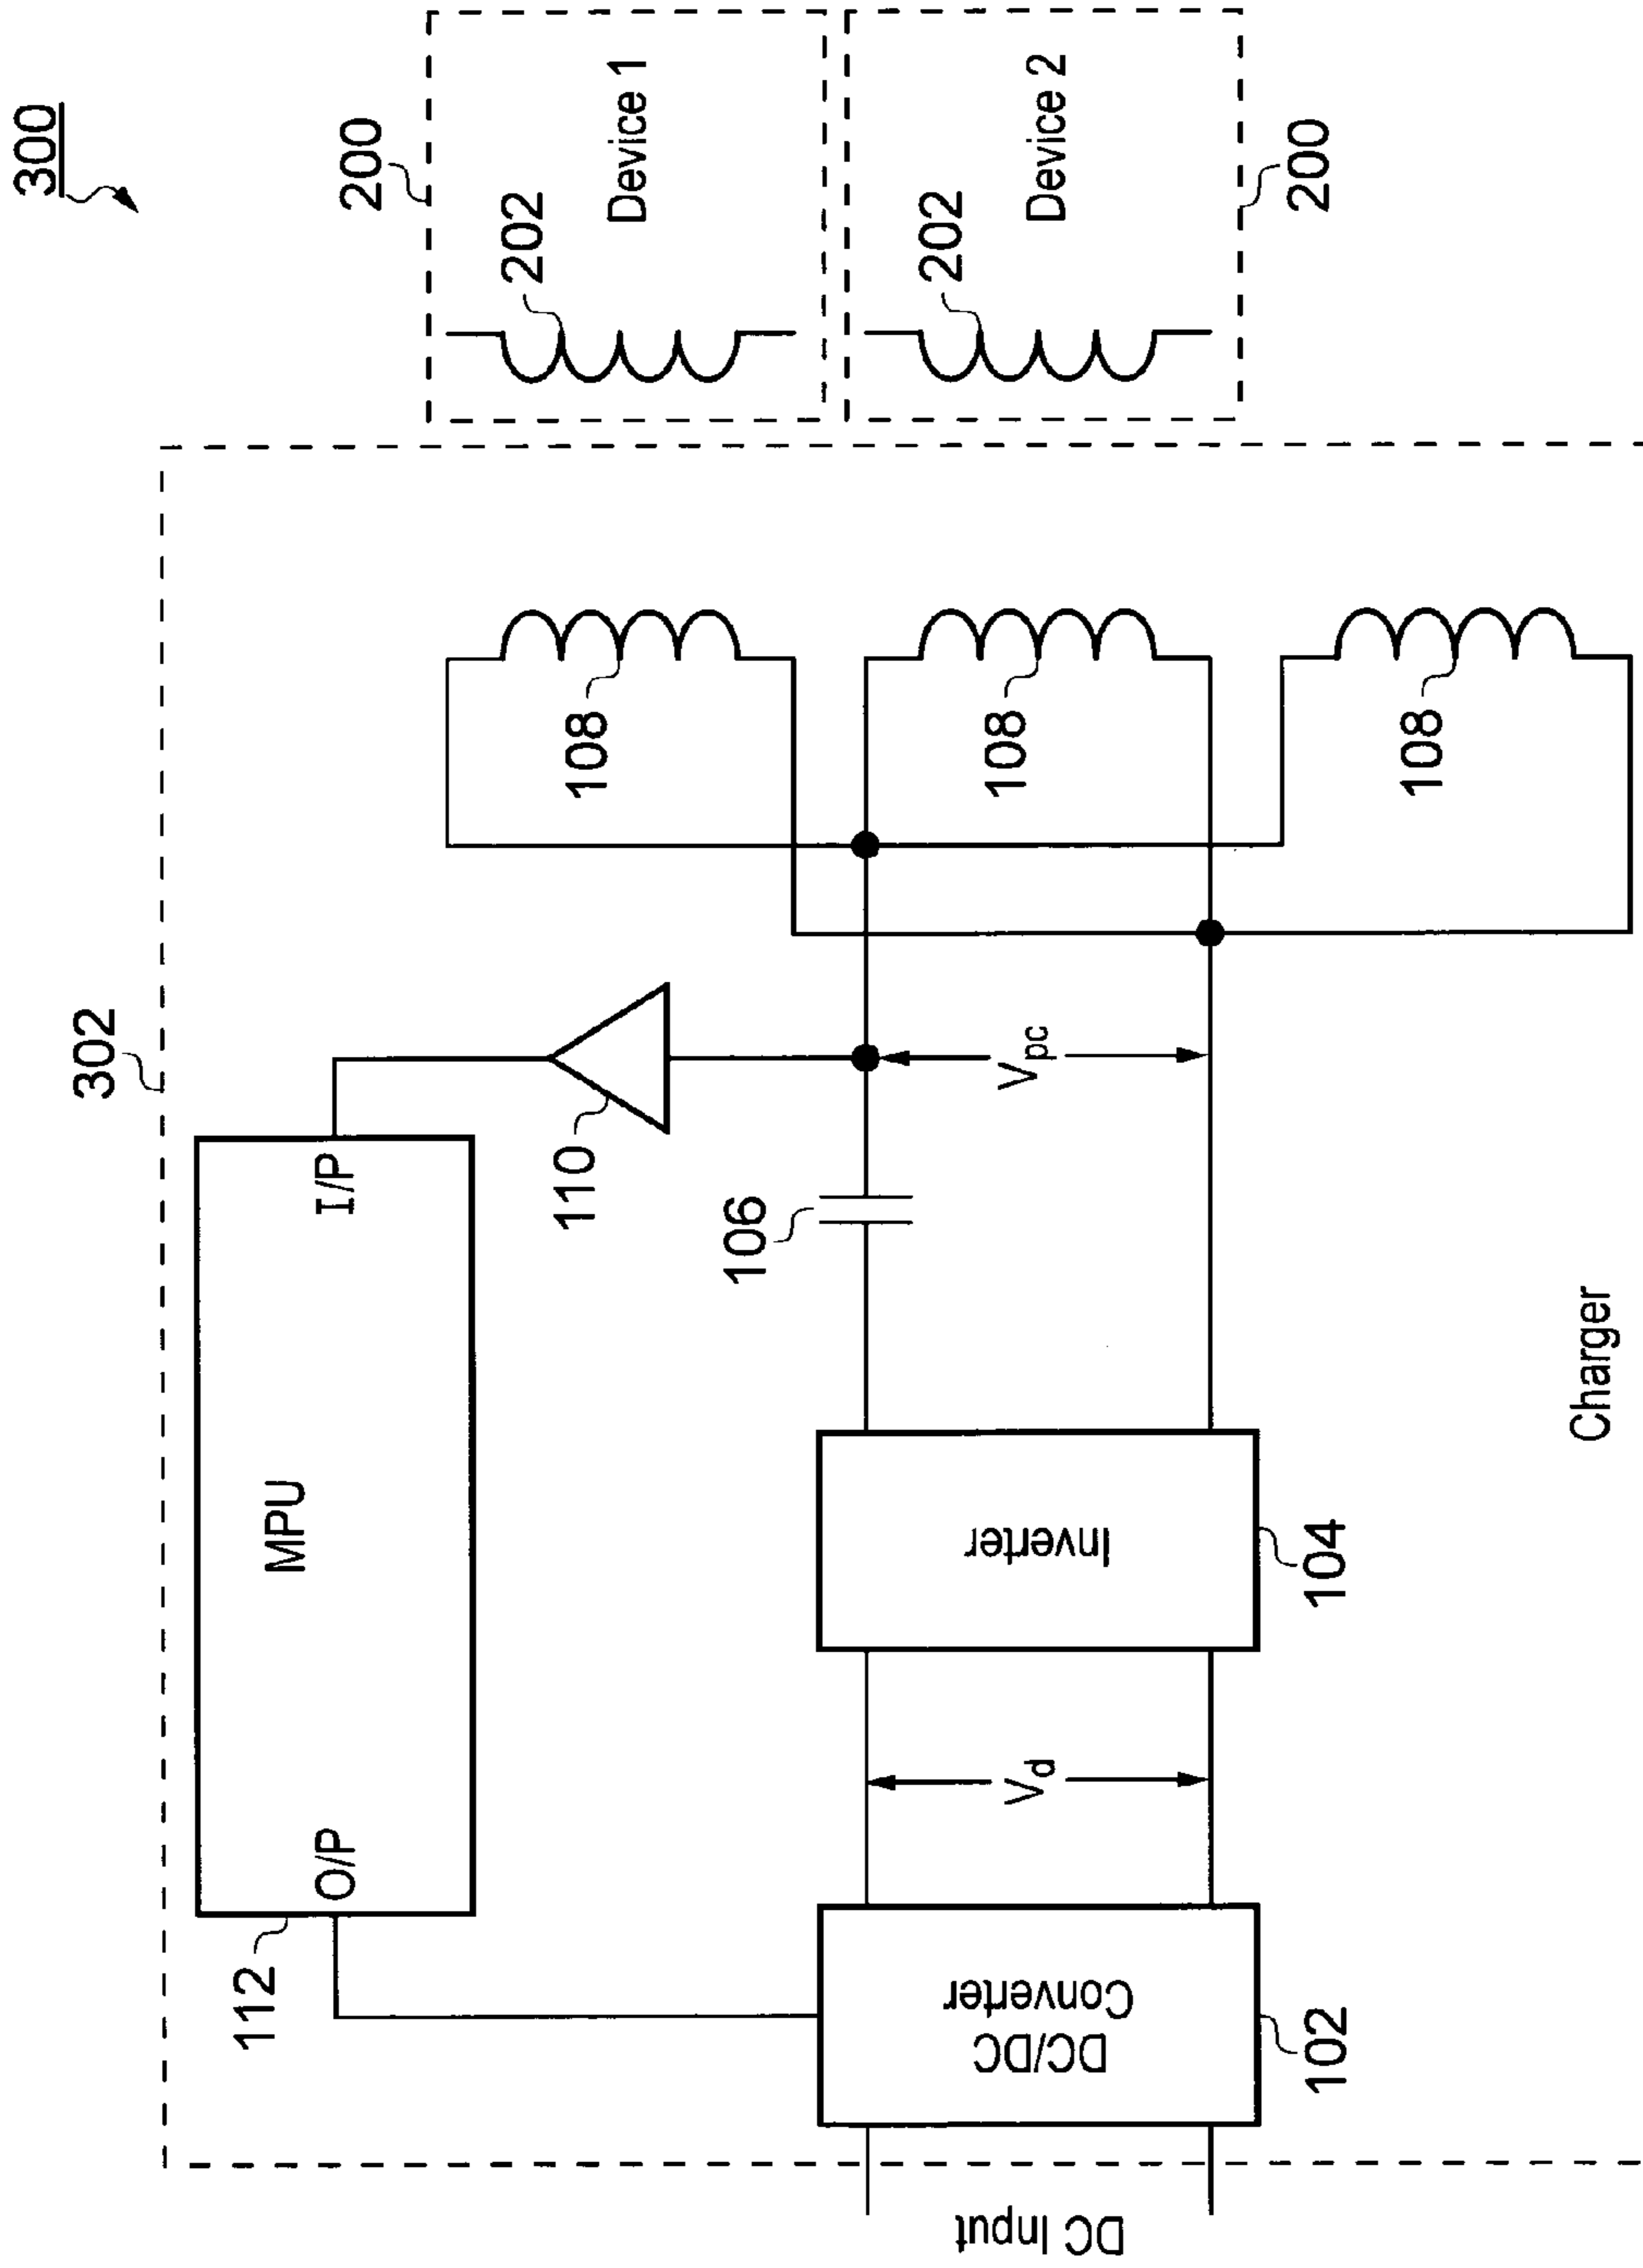 300
302
200
Device 1
202
112
MPU
O/P
I/P
110
108
Device 2
202
200
106
108
DC Input
DC/DC
Converter
102
Vd
Inverter
104
Vpc
108
Charger